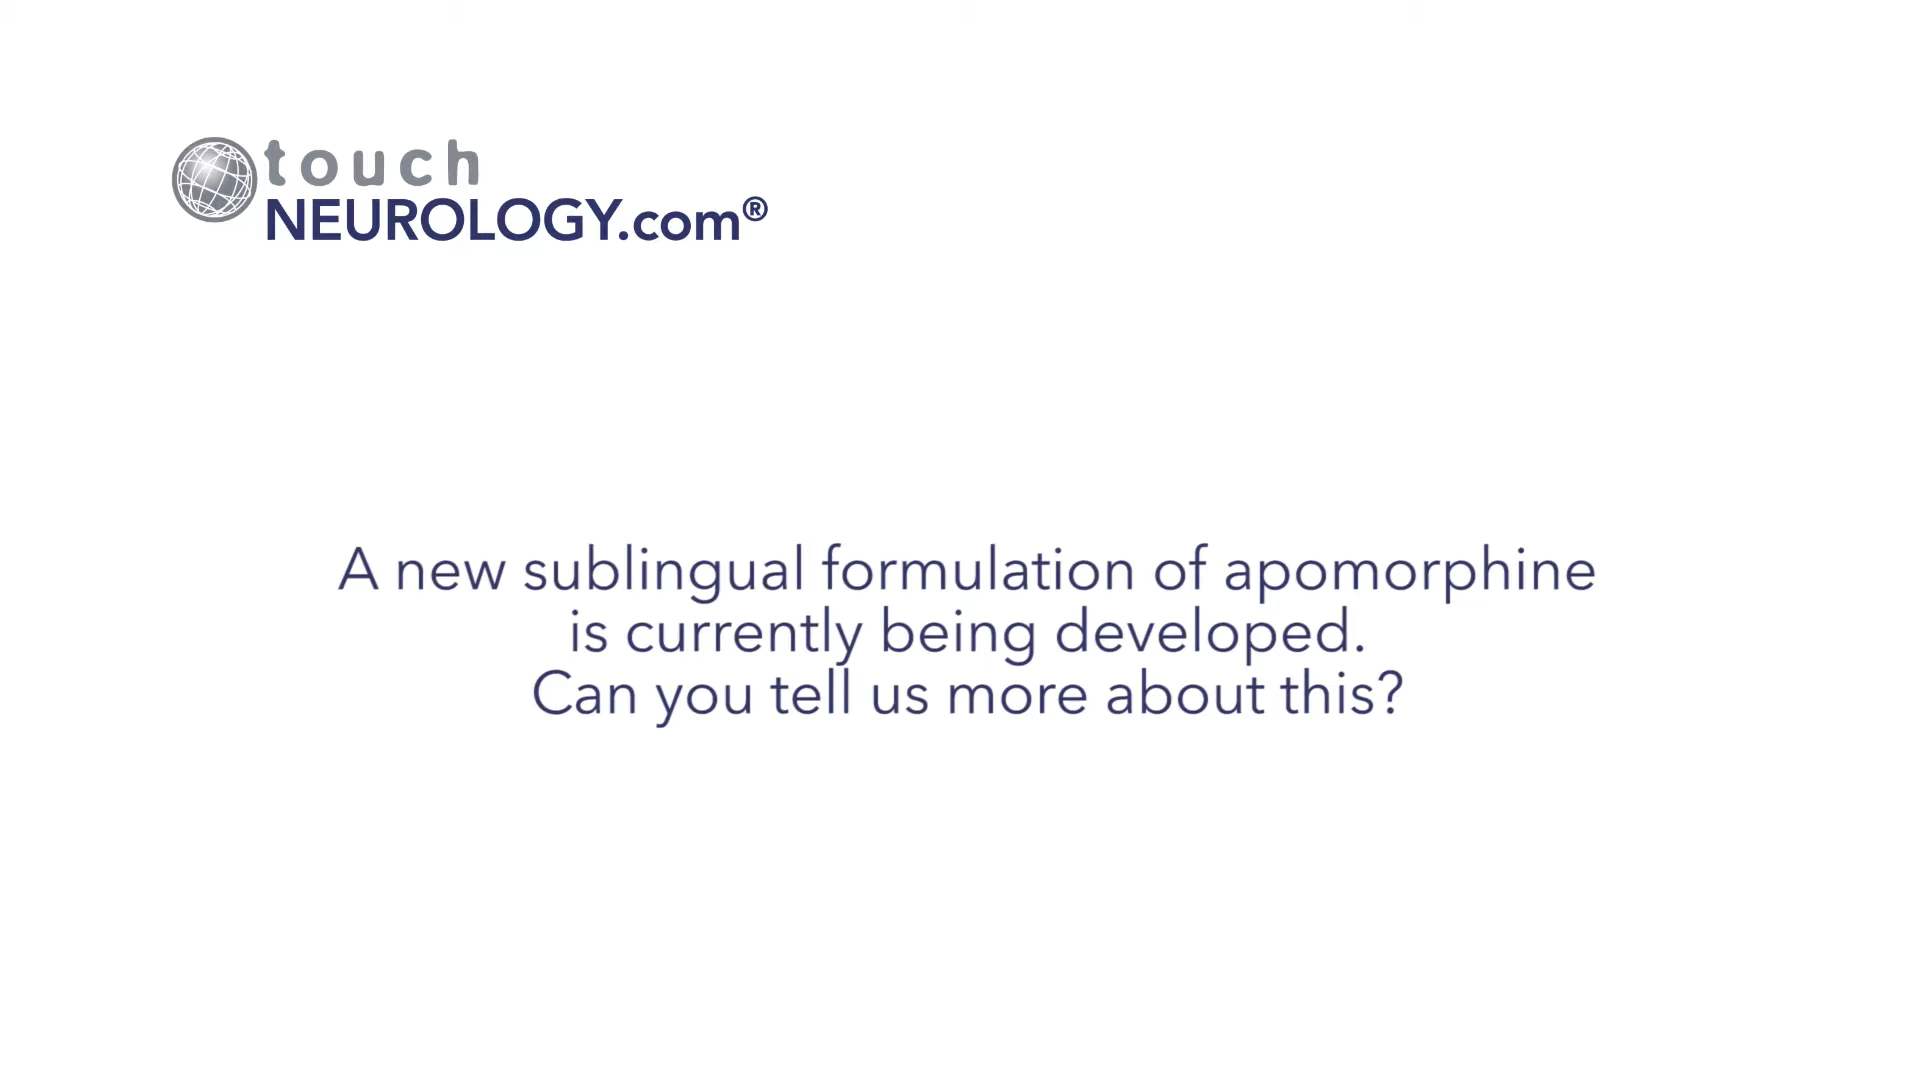 touch
NEUROLOGY.com®
A new sublingual formulation of apomorphine
is currently being developed.
Can you tell us more about this?